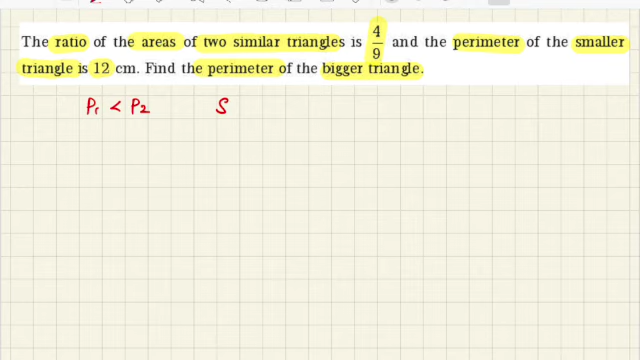 The ratio of the areas of two similar triangles is 4/9 and the perimeter of the smaller
triangle is 12 cm. Find the perimeter of the bigger triangle.
P₁ < P₂ S